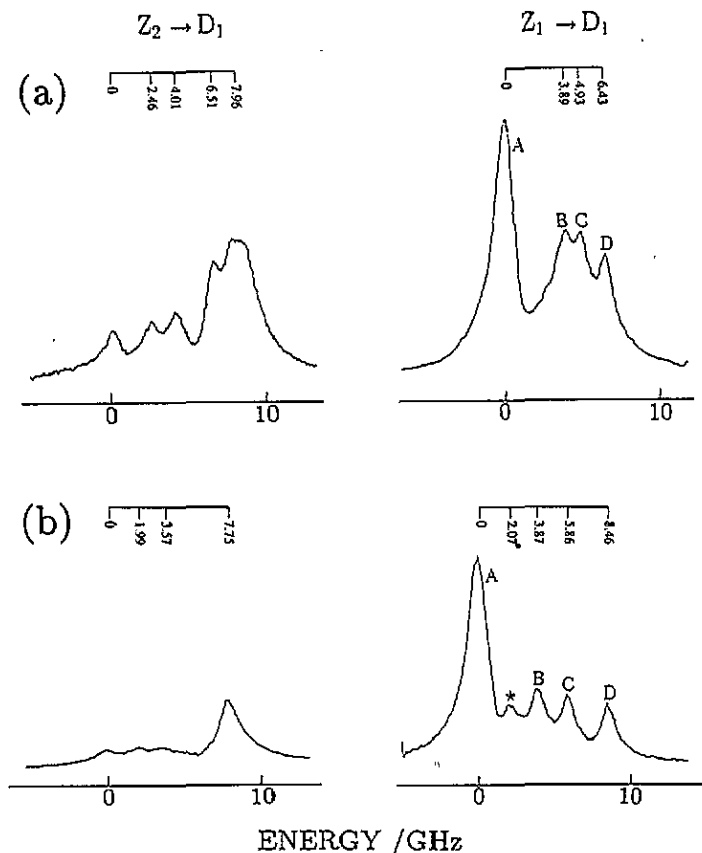 Z2 → D1
Z1 → D1
(a)
0 2.46 4.01 6.51 7.96
0 3.89 4.93 6.43
A
B C D
0 10
0 10
(b)
0 1.99 3.57 7.75
0 2.07* 3.87 5.86 8.46
A
* B C D
0 10
0 10
ENERGY /GHz